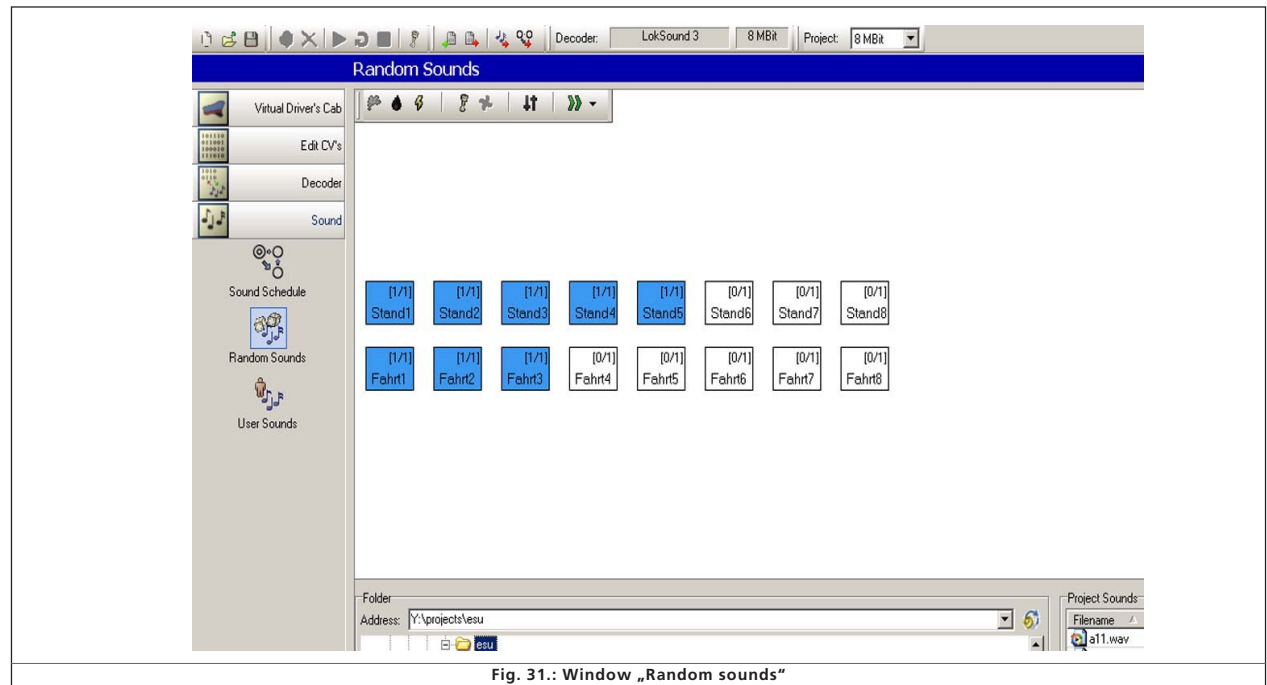 Decoder: LokSound 3 8 MBit Project: 8 MBit
Random Sounds
Virtual Driver's Cab
Edit CV's
Decoder
Sound
Sound Schedule
Random Sounds
User Sounds
[1/1] [1/1] [1/1] [1/1] [1/1] [0/1] [0/1] [0/1]
Stand1 Stand2 Stand3 Stand4 Stand5 Stand6 Stand7 Stand8
[1/1] [1/1] [1/1] [0/1] [0/1] [0/1] [0/1] [0/1]
Fahrt1 Fahrt2 Fahrt3 Fahrt4 Fahrt5 Fahrt6 Fahrt7 Fahrt8
Folder
Address: Y:\projects\esu
esu
Project Sounds
Filename
a11.wav
Fig. 31.: Window „Random sounds“